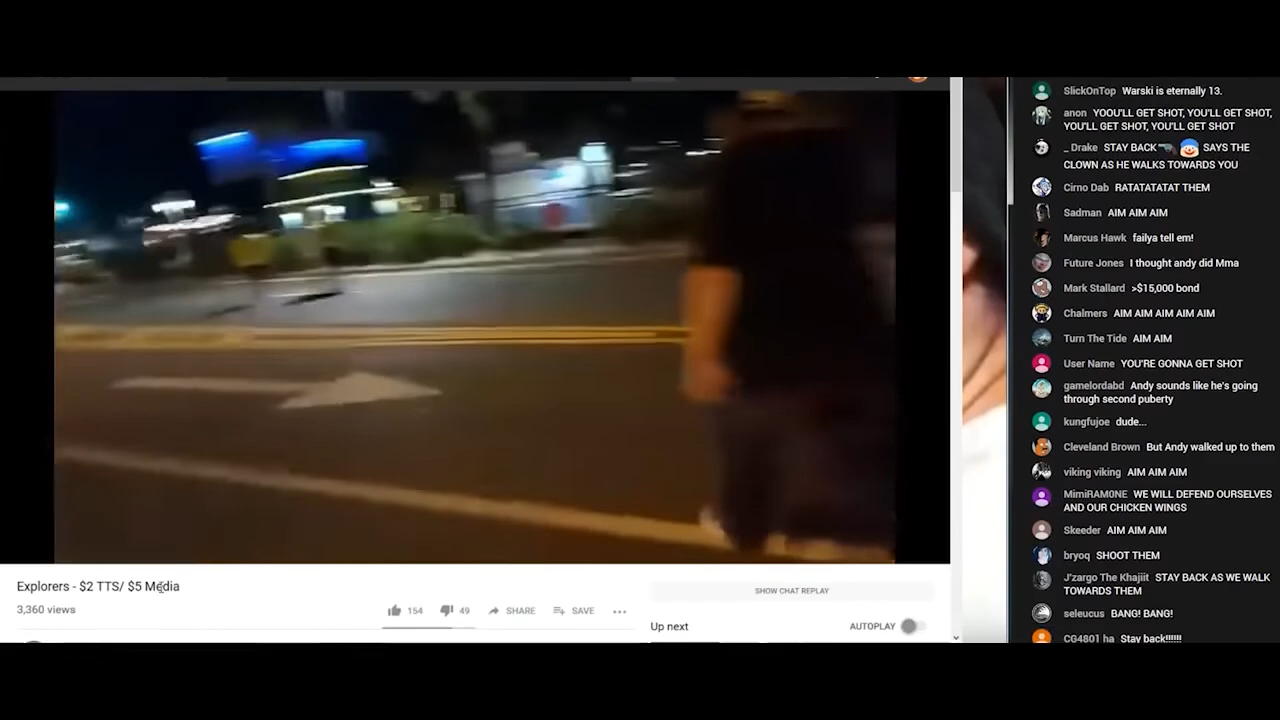 SlickOnTop Warski is eternally 13.
anon YOOU'LL GET SHOT, YOU'LL GET SHOT,
YOU'LL GET SHOT, YOU'LL GET SHOT
_ Drake STAY BACK🔫 🤡 SAYS THE
CLOWN AS HE WALKS TOWARDS YOU
Cirno Dab RATATATATAT THEM
Sadman AIM AIM AIM
Marcus Hawk failya tell em!
Future Jones I thought andy did Mma
Mark Stallard >$15,000 bond
Chalmers AIM AIM AIM AIM AIM
Turn The Tide AIM AIM
User Name YOU'RE GONNA GET SHOT
gamelordabd Andy sounds like he's going
through second puberty
kungfujoe dude...
Cleveland Brown But Andy walked up to them
viking viking AIM AIM AIM
MimiRAM0NE WE WILL DEFEND OURSELVES
AND OUR CHICKEN WINGS
Skeeder AIM AIM AIM
bryoq SHOOT THEM
J'zargo The Khajiit STAY BACK AS WE WALK
TOWARDS THEM
seleucus BANG! BANG!
CG4801 ha Stay back!!!!!!
Explorers - $2 TTS/ $5 Media
3,360 views
154 49 SHARE SAVE
SHOW CHAT REPLAY
Up next AUTOPLAY